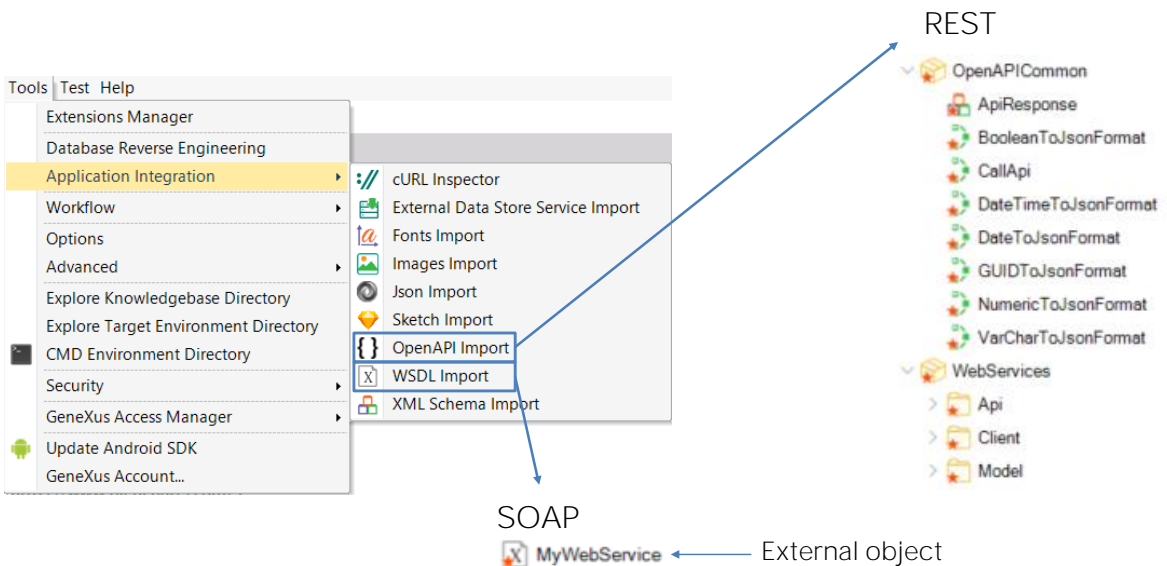 REST
OpenAPICommon
ApiResponse
BooleanToJsonFormat
CallApi
DateTimeToJsonFormat
DateToJsonFormat
GUIDToJsonFormat
NumericToJsonFormat
VarCharToJsonFormat
WebServices
Api
Client
Model
Tools Test Help
Extensions Manager
Database Reverse Engineering
Application Integration
Workflow
Options
Advanced
Explore Knowledgebase Directory
Explore Target Environment Directory
CMD Environment Directory
Security
GeneXus Access Manager
Update Android SDK
GeneXus Account...
cURL Inspector
External Data Store Service Import
Fonts Import
Images Import
Json Import
Sketch Import
OpenAPI Import
WSDL Import
XML Schema Import
SOAP
MyWebService
External object